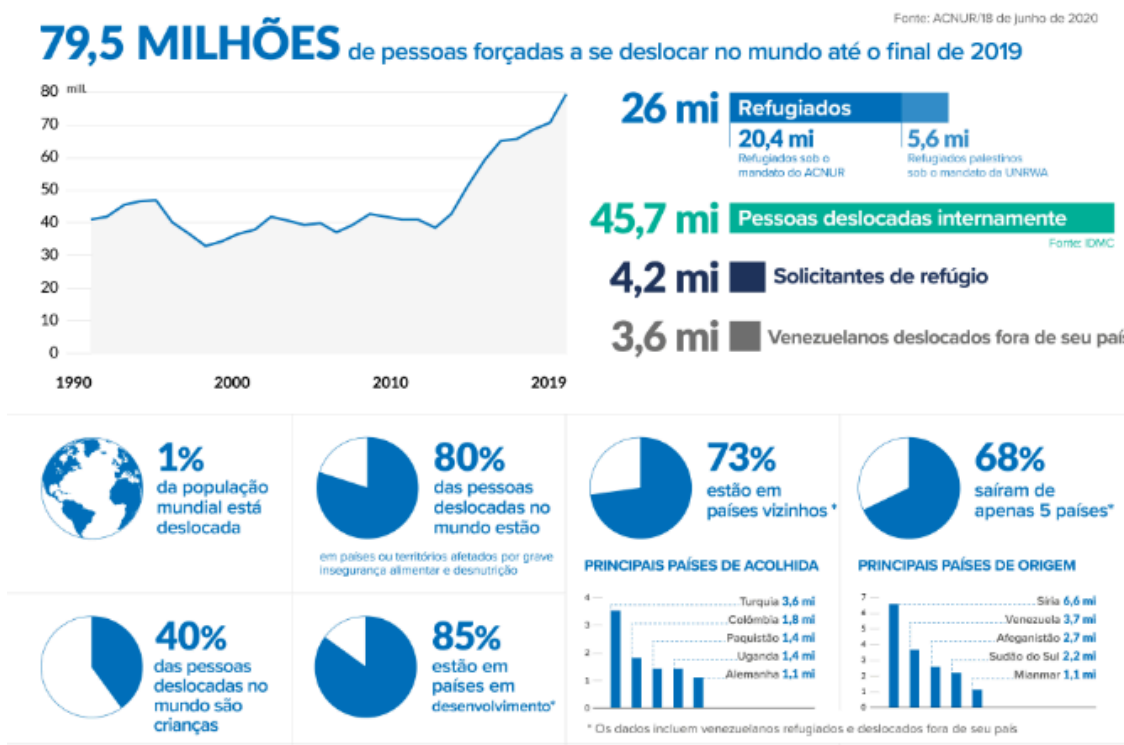 Fonte: ACNUR/18 de junho de 2020
79,5 MILHÕES de pessoas forçadas a se deslocar no mundo até o final de 2019
80 mil.
70
60
50
40
30
20
10
0
1990
2000
2010
2019
26 mi Refugiados
20,4 mi
Refugiados sob o
mandato do ACNUR
5,6 mi
Refugiados palestinos
sob o mandato da UNRWA
45,7 mi Pessoas deslocadas internamente
Fonte: IDMC
4,2 mi Solicitantes de refúgio
3,6 mi Venezuelanos deslocados fora de seu país
1%
da população
mundial está
deslocada
80%
das pessoas
deslocadas no
mundo estão
em países ou territórios afetados por grave
insegurança alimentar e desnutrição
73%
estão em
países vizinhos *
68%
saíram de
apenas 5 países*
40%
das pessoas
deslocadas no
mundo são
crianças
85%
estão em
países em
desenvolvimento*
PRINCIPAIS PAÍSES DE ACOLHIDA
4
3
2
1
0
Turquia 3,6 mi
Colômbia 1,8 mi
Paquistão 1,4 mi
Uganda 1,4 mi
Alemanha 1,1 mi
PRINCIPAIS PAÍSES DE ORIGEM
7
6
5
4
3
2
1
0
Síria 6,6 mi
Venezuela 3,7 mi
Afeganistão 2,7 mi
Sudão do Sul 2,2 mi
Mianmar 1,1 mi
* Os dados incluem venezuelanos refugiados e deslocados fora de seu país